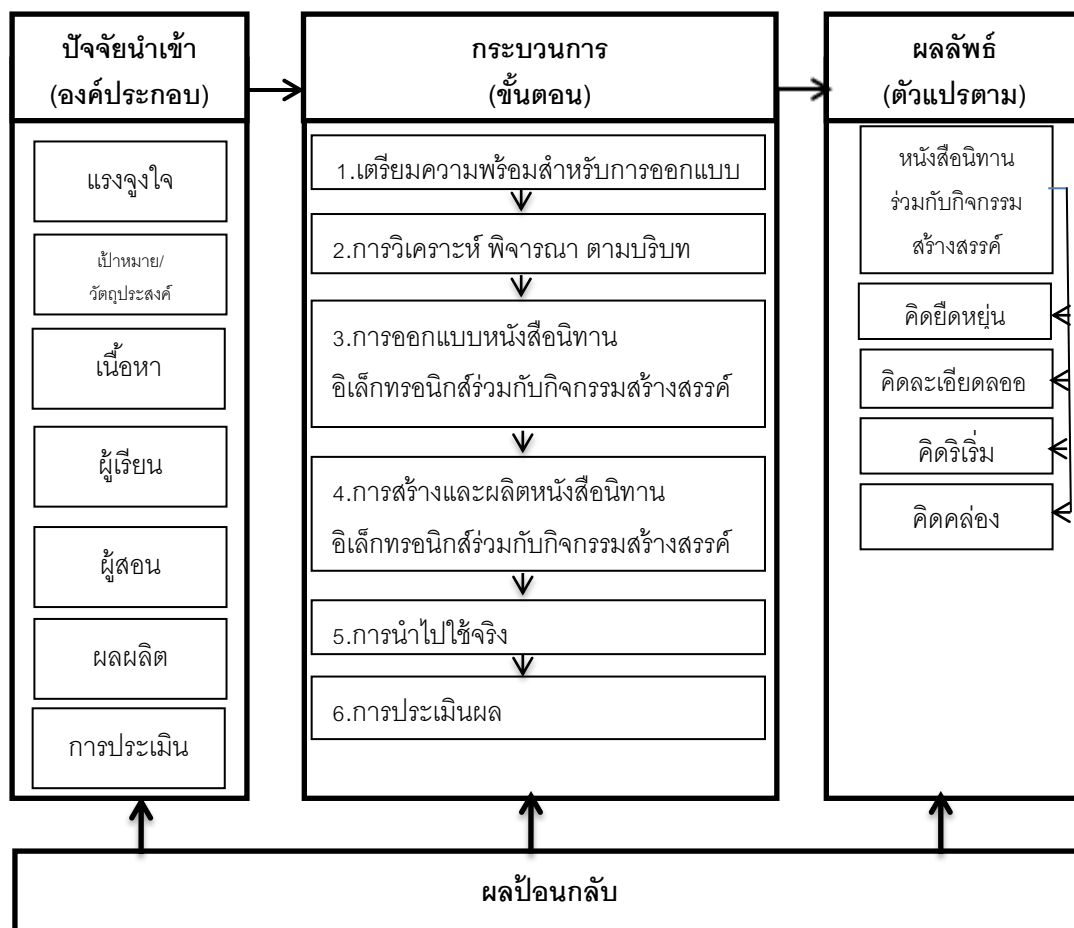 ปัจจัยนำเข้า
(องค์ประกอบ)
แรงจูงใจ
เป้าหมาย/
วัตถุประสงค์
เนื้อหา
ผู้เรียน
ผู้สอน
ผลผลิต
การประเมิน
กระบวนการ
(ขั้นตอน)
1.เตรียมความพร้อมสำหรับการออกแบบ
2.การวิเคราะห์ พิจารณา ตามบริบท
3.การออกแบบหนังสือนิทาน
อิเล็กทรอนิกส์ร่วมกับกิจกรรมสร้างสรรค์
4.การสร้างและผลิตหนังสือนิทาน
อิเล็กทรอนิกส์ร่วมกับกิจกรรมสร้างสรรค์
5.การนำไปใช้จริง
6.การประเมินผล
ผลลัพธ์
(ตัวแปรตาม)
หนังสือนิทาน
ร่วมกับกิจกรรม
สร้างสรรค์
คิดยืดหยุ่น
คิดละเอียดลออ
คิดริเริ่ม
คิดคล่อง
ผลป้อนกลับ